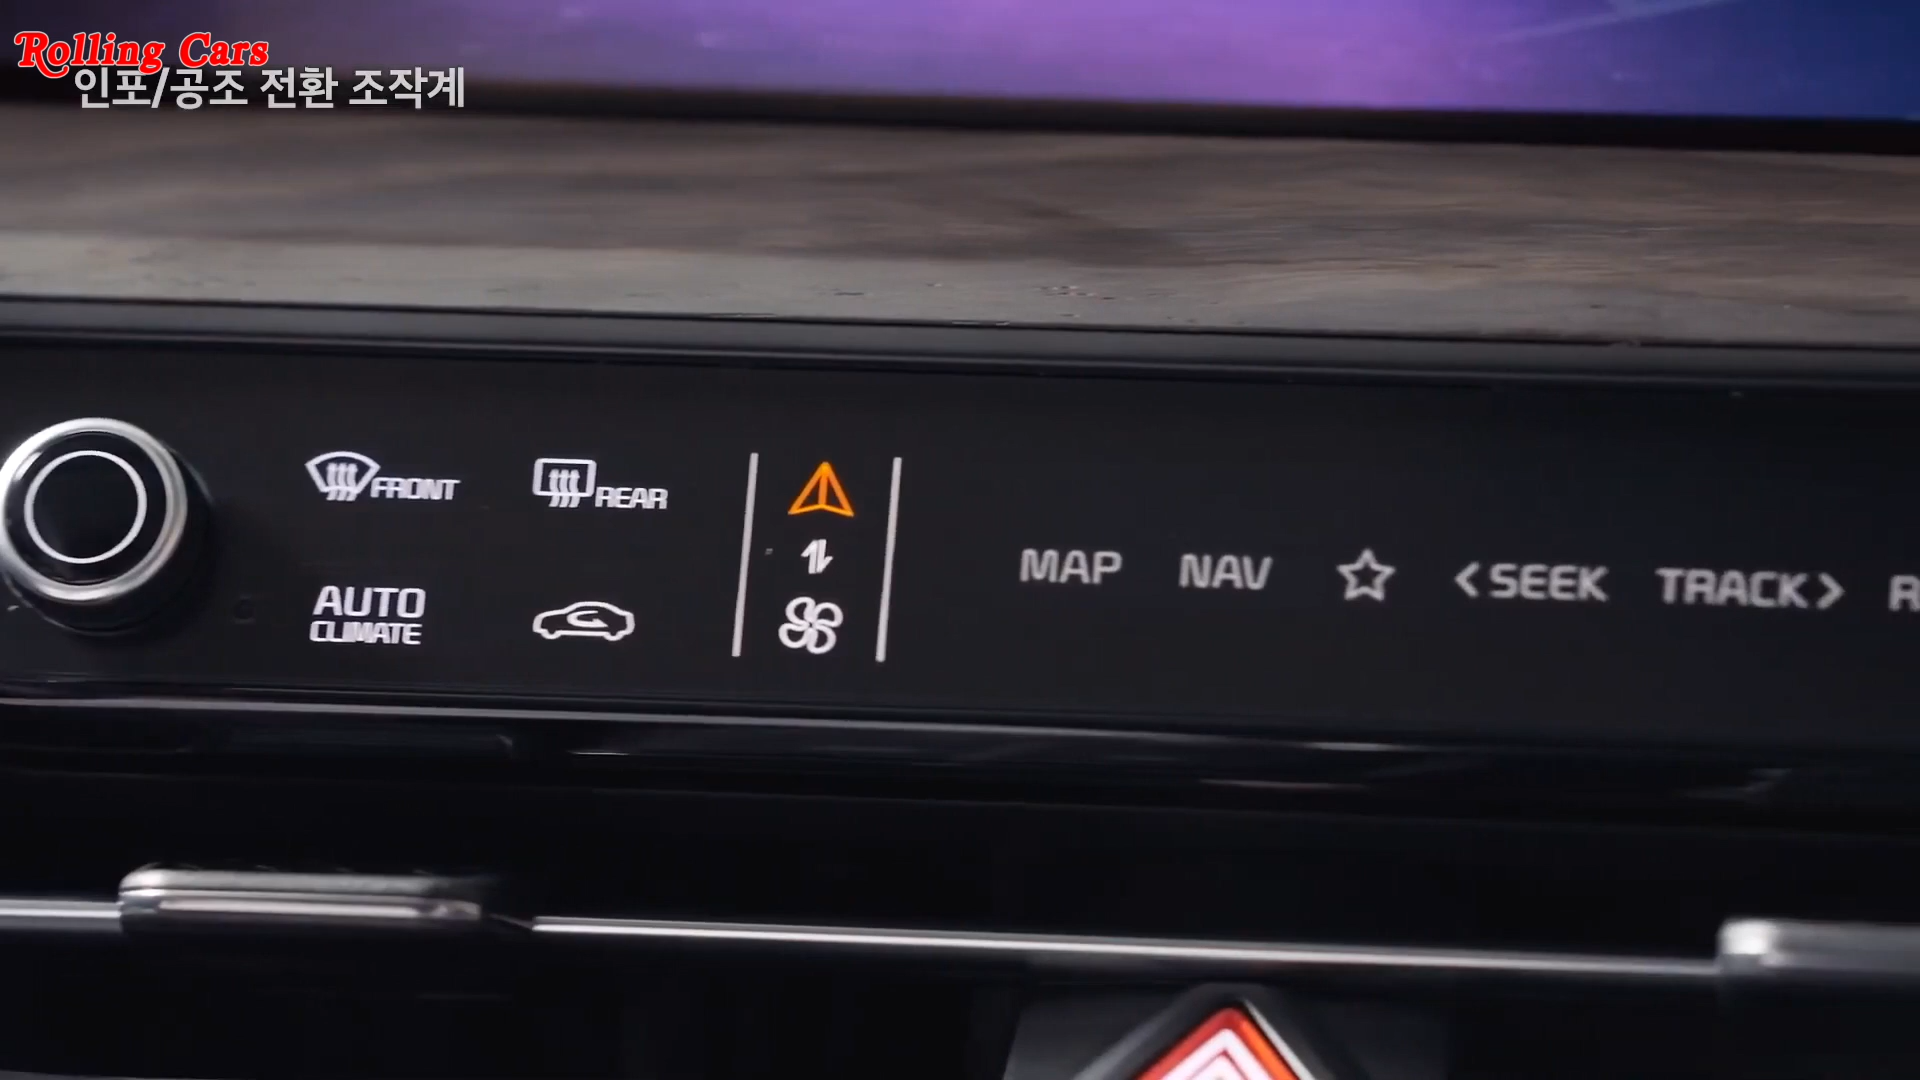 Rolling Cars
인포/공조 전환 조작계
FRONT
REAR
AUTO
CLIMATE
MAP NAV <SEEK TRACK> R